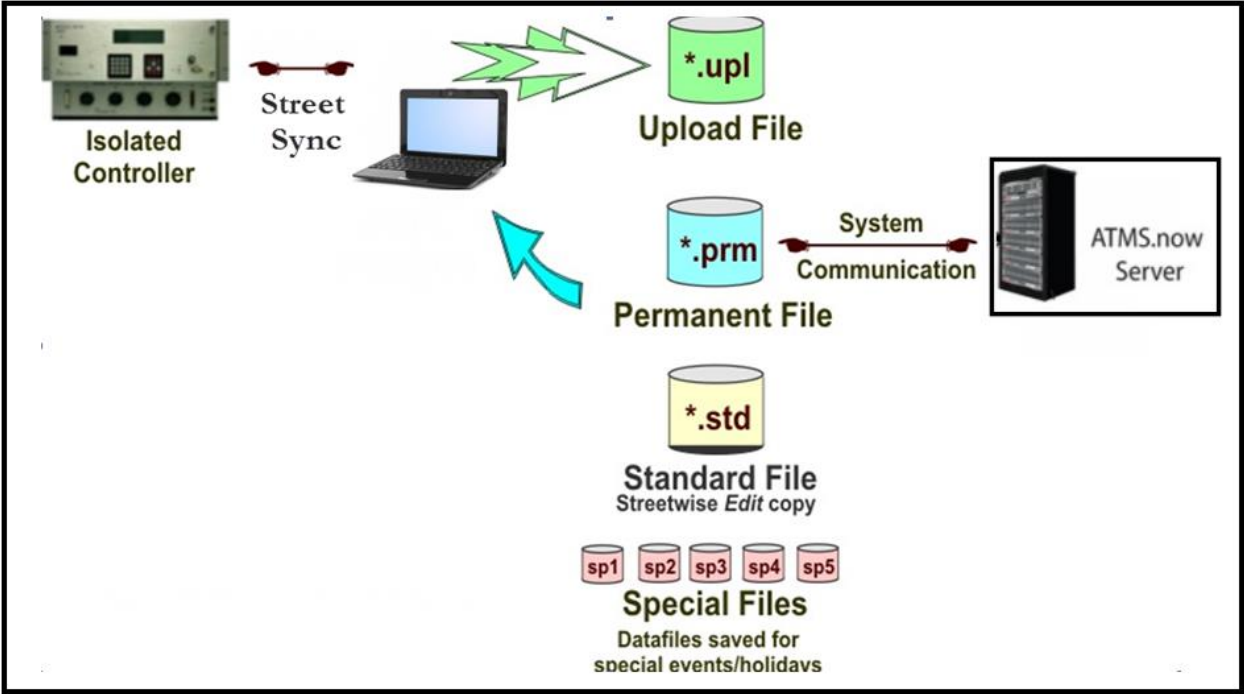 *.upl
Upload File
Street
Sync
Isolated
Controller
*.prm
Permanent File
System
Communication
ATMS.now
Server
*.std
Standard File
Streetwise Edit copy
sp1 sp2 sp3 sp4 sp5
Special Files
Datafiles saved for
special events/holidays